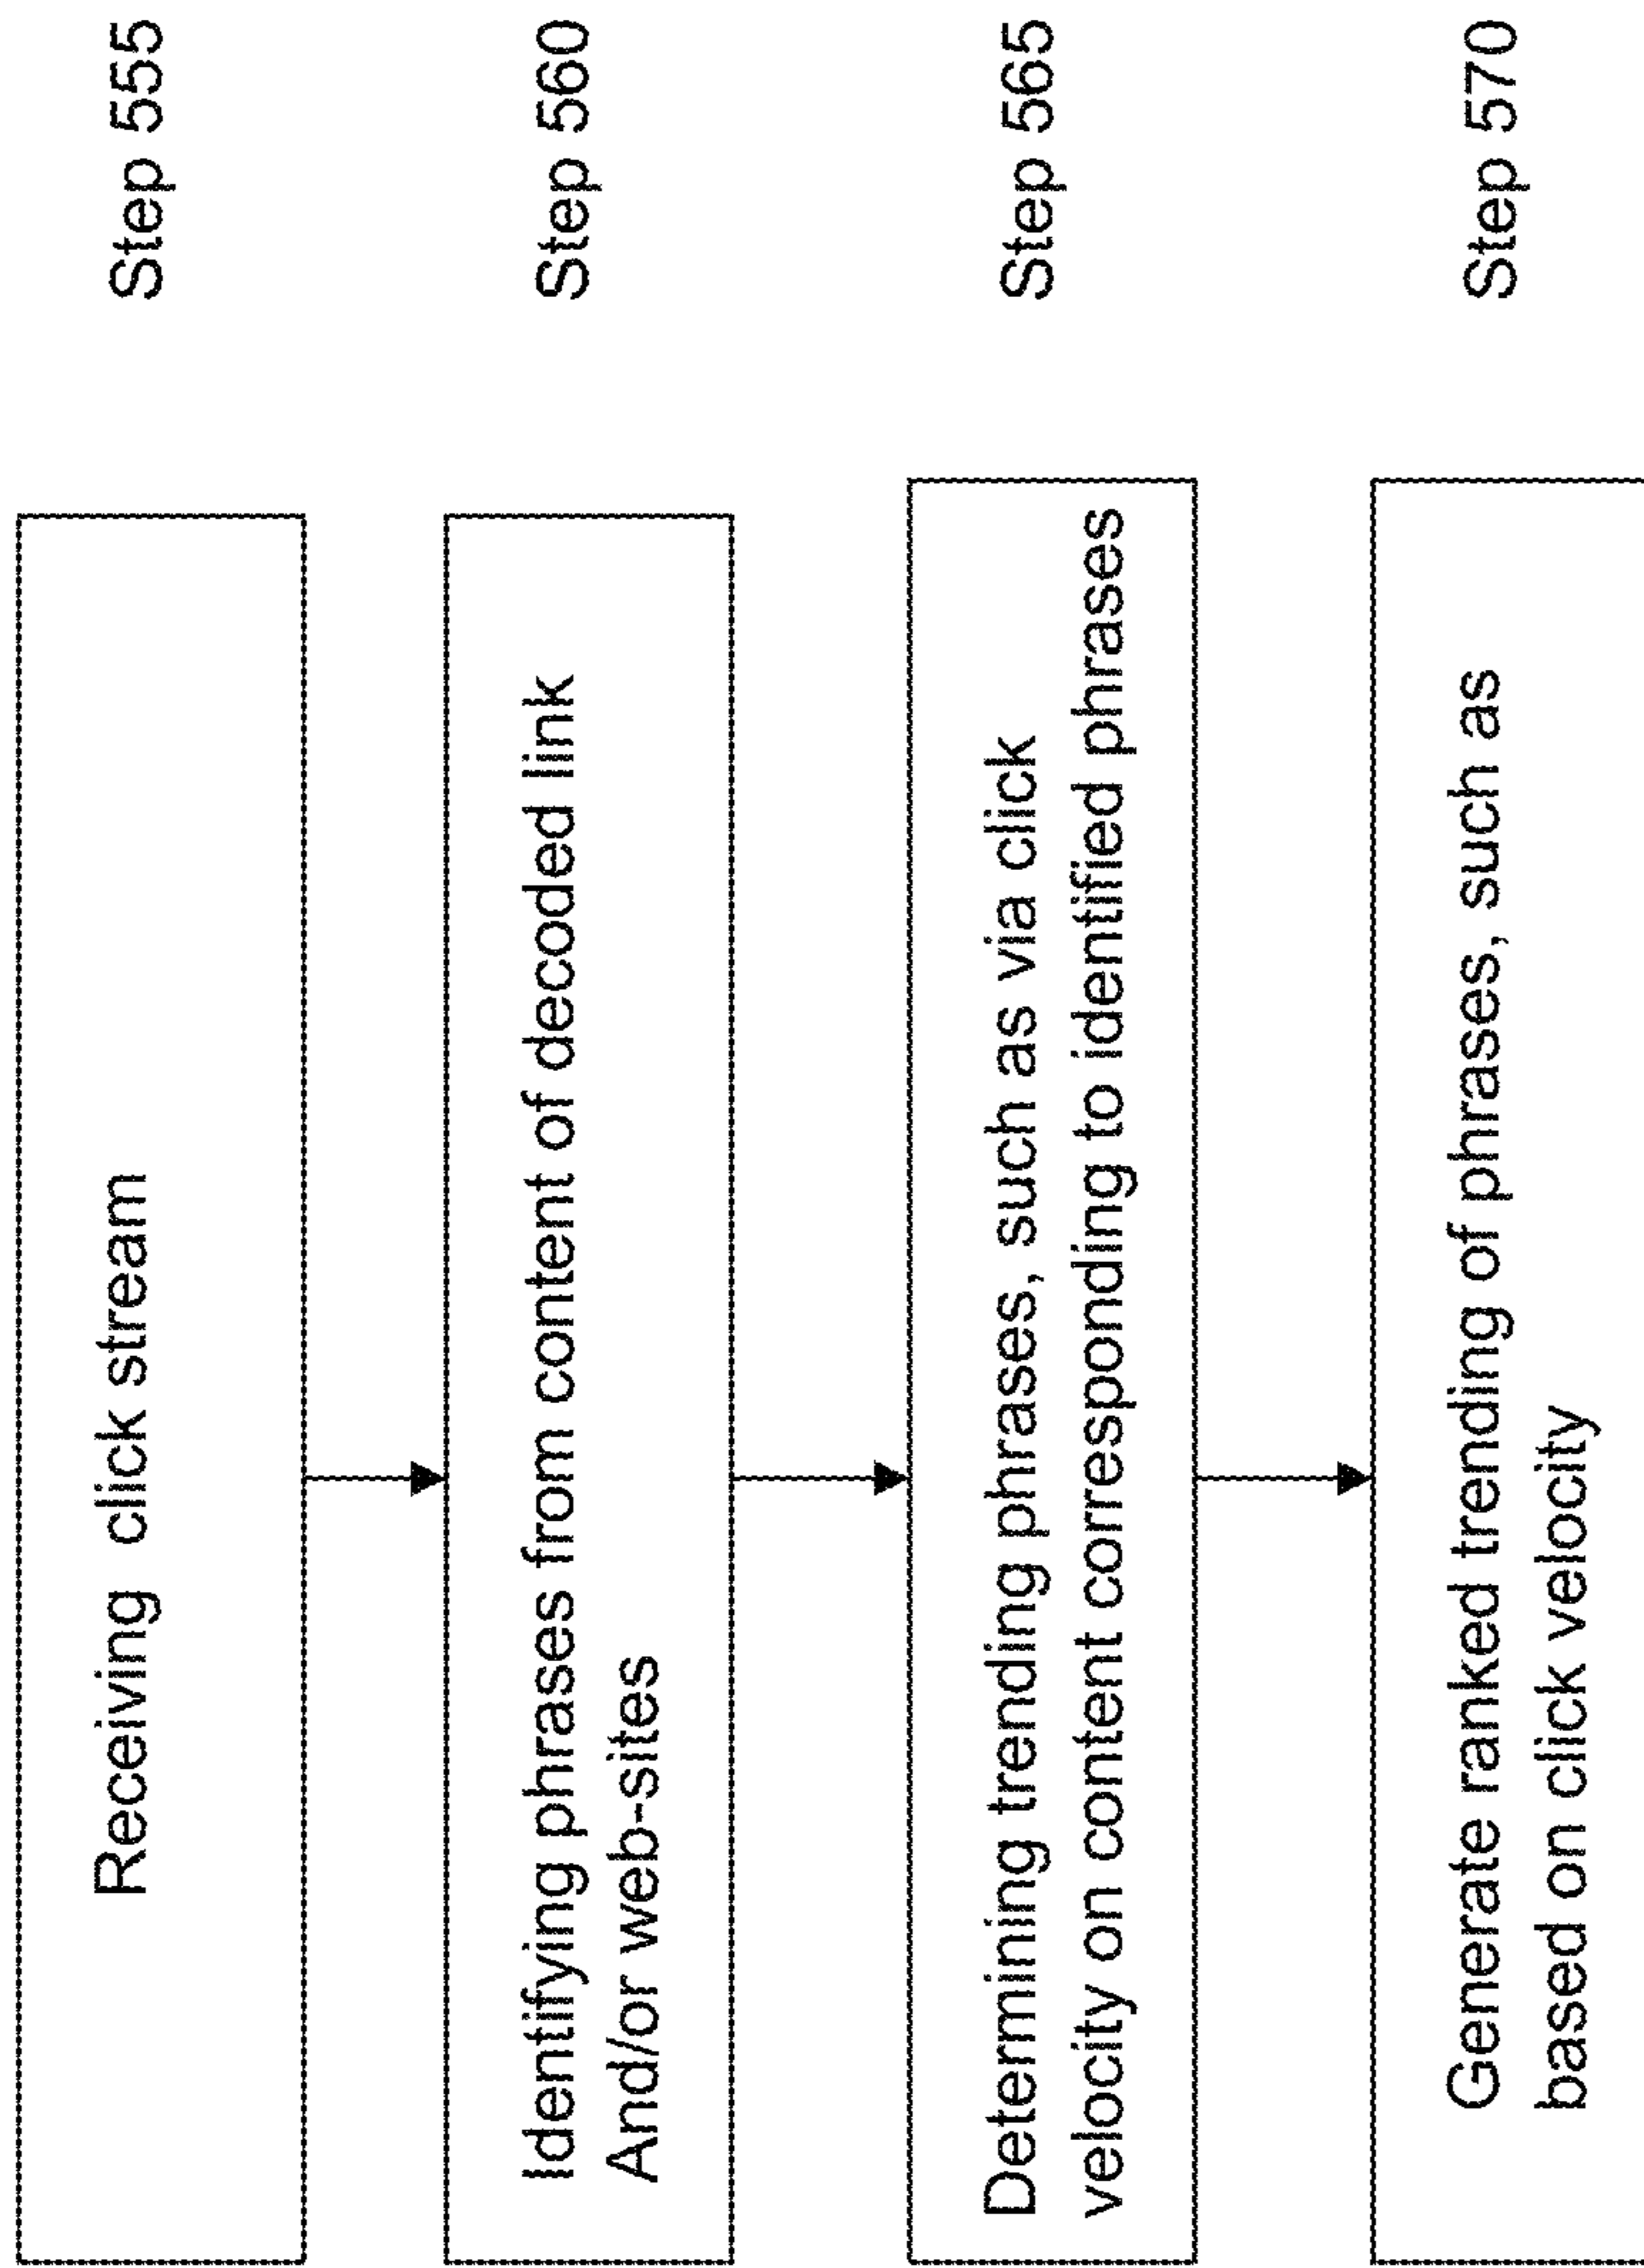 Receiving click stream
Step 555
Identifying phrases from content of decoded link
And/or web-sites
Step 560
Determining trending phrases, such as via click
velocity on content corresponding to identified phrases
Step 565
Generate ranked trending of phrases, such as
based on click velocity
Step 570